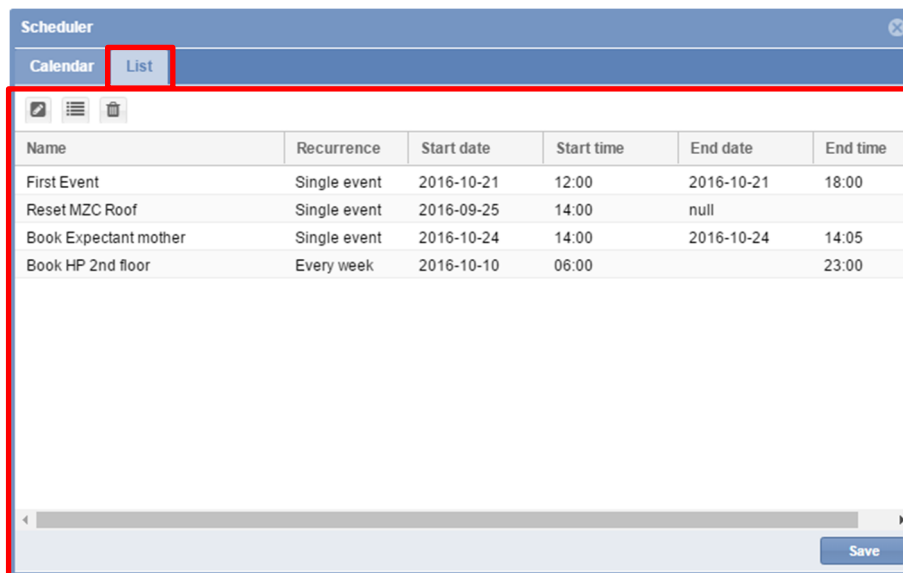 Scheduler
Calendar List
Name Recurrence Start date Start time End date End time
First Event Single event 2016-10-21 12:00 2016-10-21 18:00
Reset MZC Roof Single event 2016-09-25 14:00 null
Book Expectant mother Single event 2016-10-24 14:00 2016-10-24 14:05
Book HP 2nd floor Every week 2016-10-10 06:00 23:00
Save